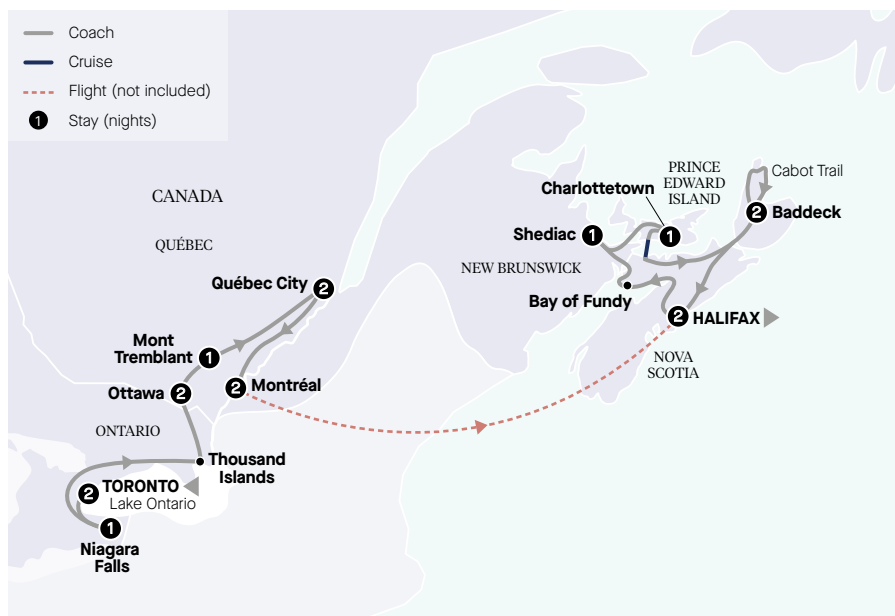 Coach
Cruise
Flight (not included)
1 Stay (nights)
CANADA
QUÉBEC
Québec City
2
Mont
Tremblant
1
Ottawa
2
2
Montréal
ONTARIO
Thousand
Islands
2
TORONTO
Lake Ontario
1
Niagara
Falls
PRINCE
EDWARD
ISLAND
Cabot Trail
Charlottetown
1
2
Baddeck
Shediac
1
NEW BRUNSWICK
Bay of Fundy
2
HALIFAX
NOVA
SCOTIA